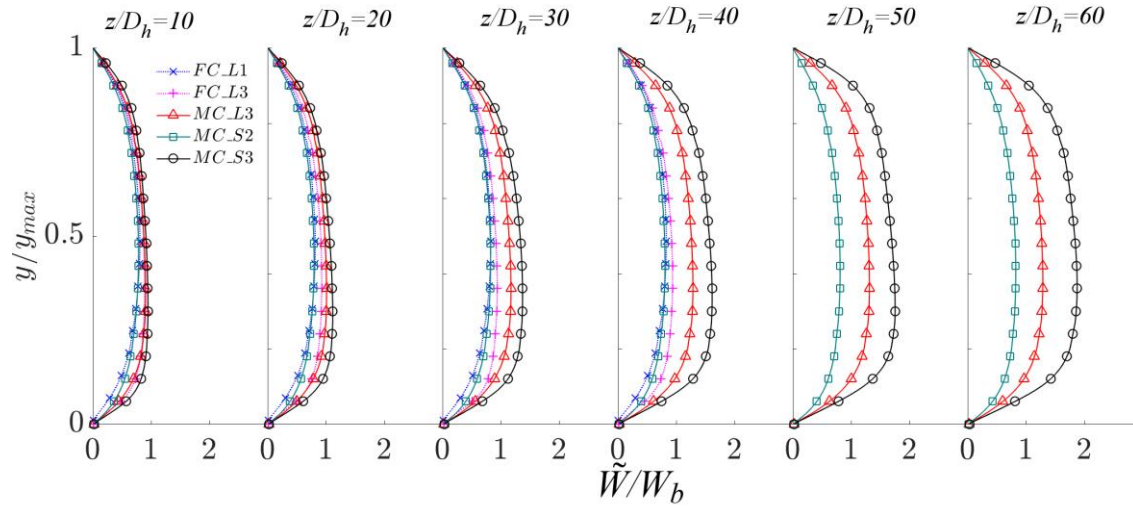 z/D_h=10 z/D_h=20 z/D_h=30 z/D_h=40 z/D_h=50 z/D_h=60
1
FC_L1
FC_L3
MC_L3
MC_S2
MC_S3
y/y_max
0.5
0
0 1 2 0 1 2 0 1 2 0 1 2 0 1 2 0 1 2
W̃/W_b